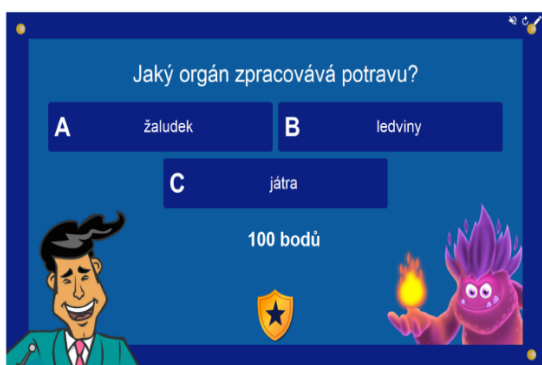 Jaký orgán zpracovává potravu?
A žaludek
B ledviny
C játra
100 bodů